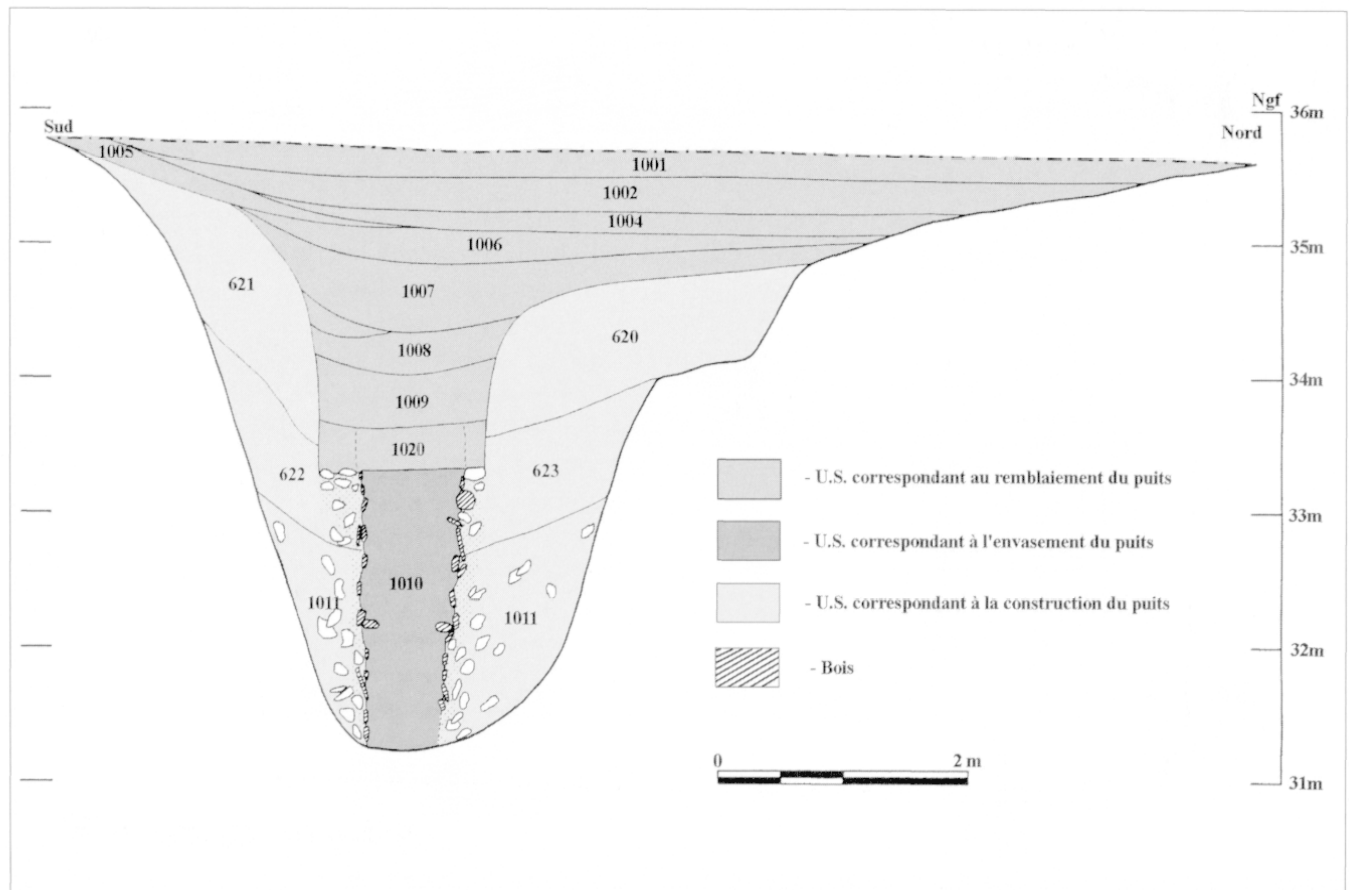 Ngf
36m
Sud
Nord
1005
1001
1002
1004
1006
35m
621
1007
620
1008
34m
1009
1020
622
623
- U.S. correspondant au remblaiement du puits
33m
- U.S. correspondant à l'envasement du puits
1010
1011
1011
- U.S. correspondant à la construction du puits
32m
- Bois
0
2 m
31m